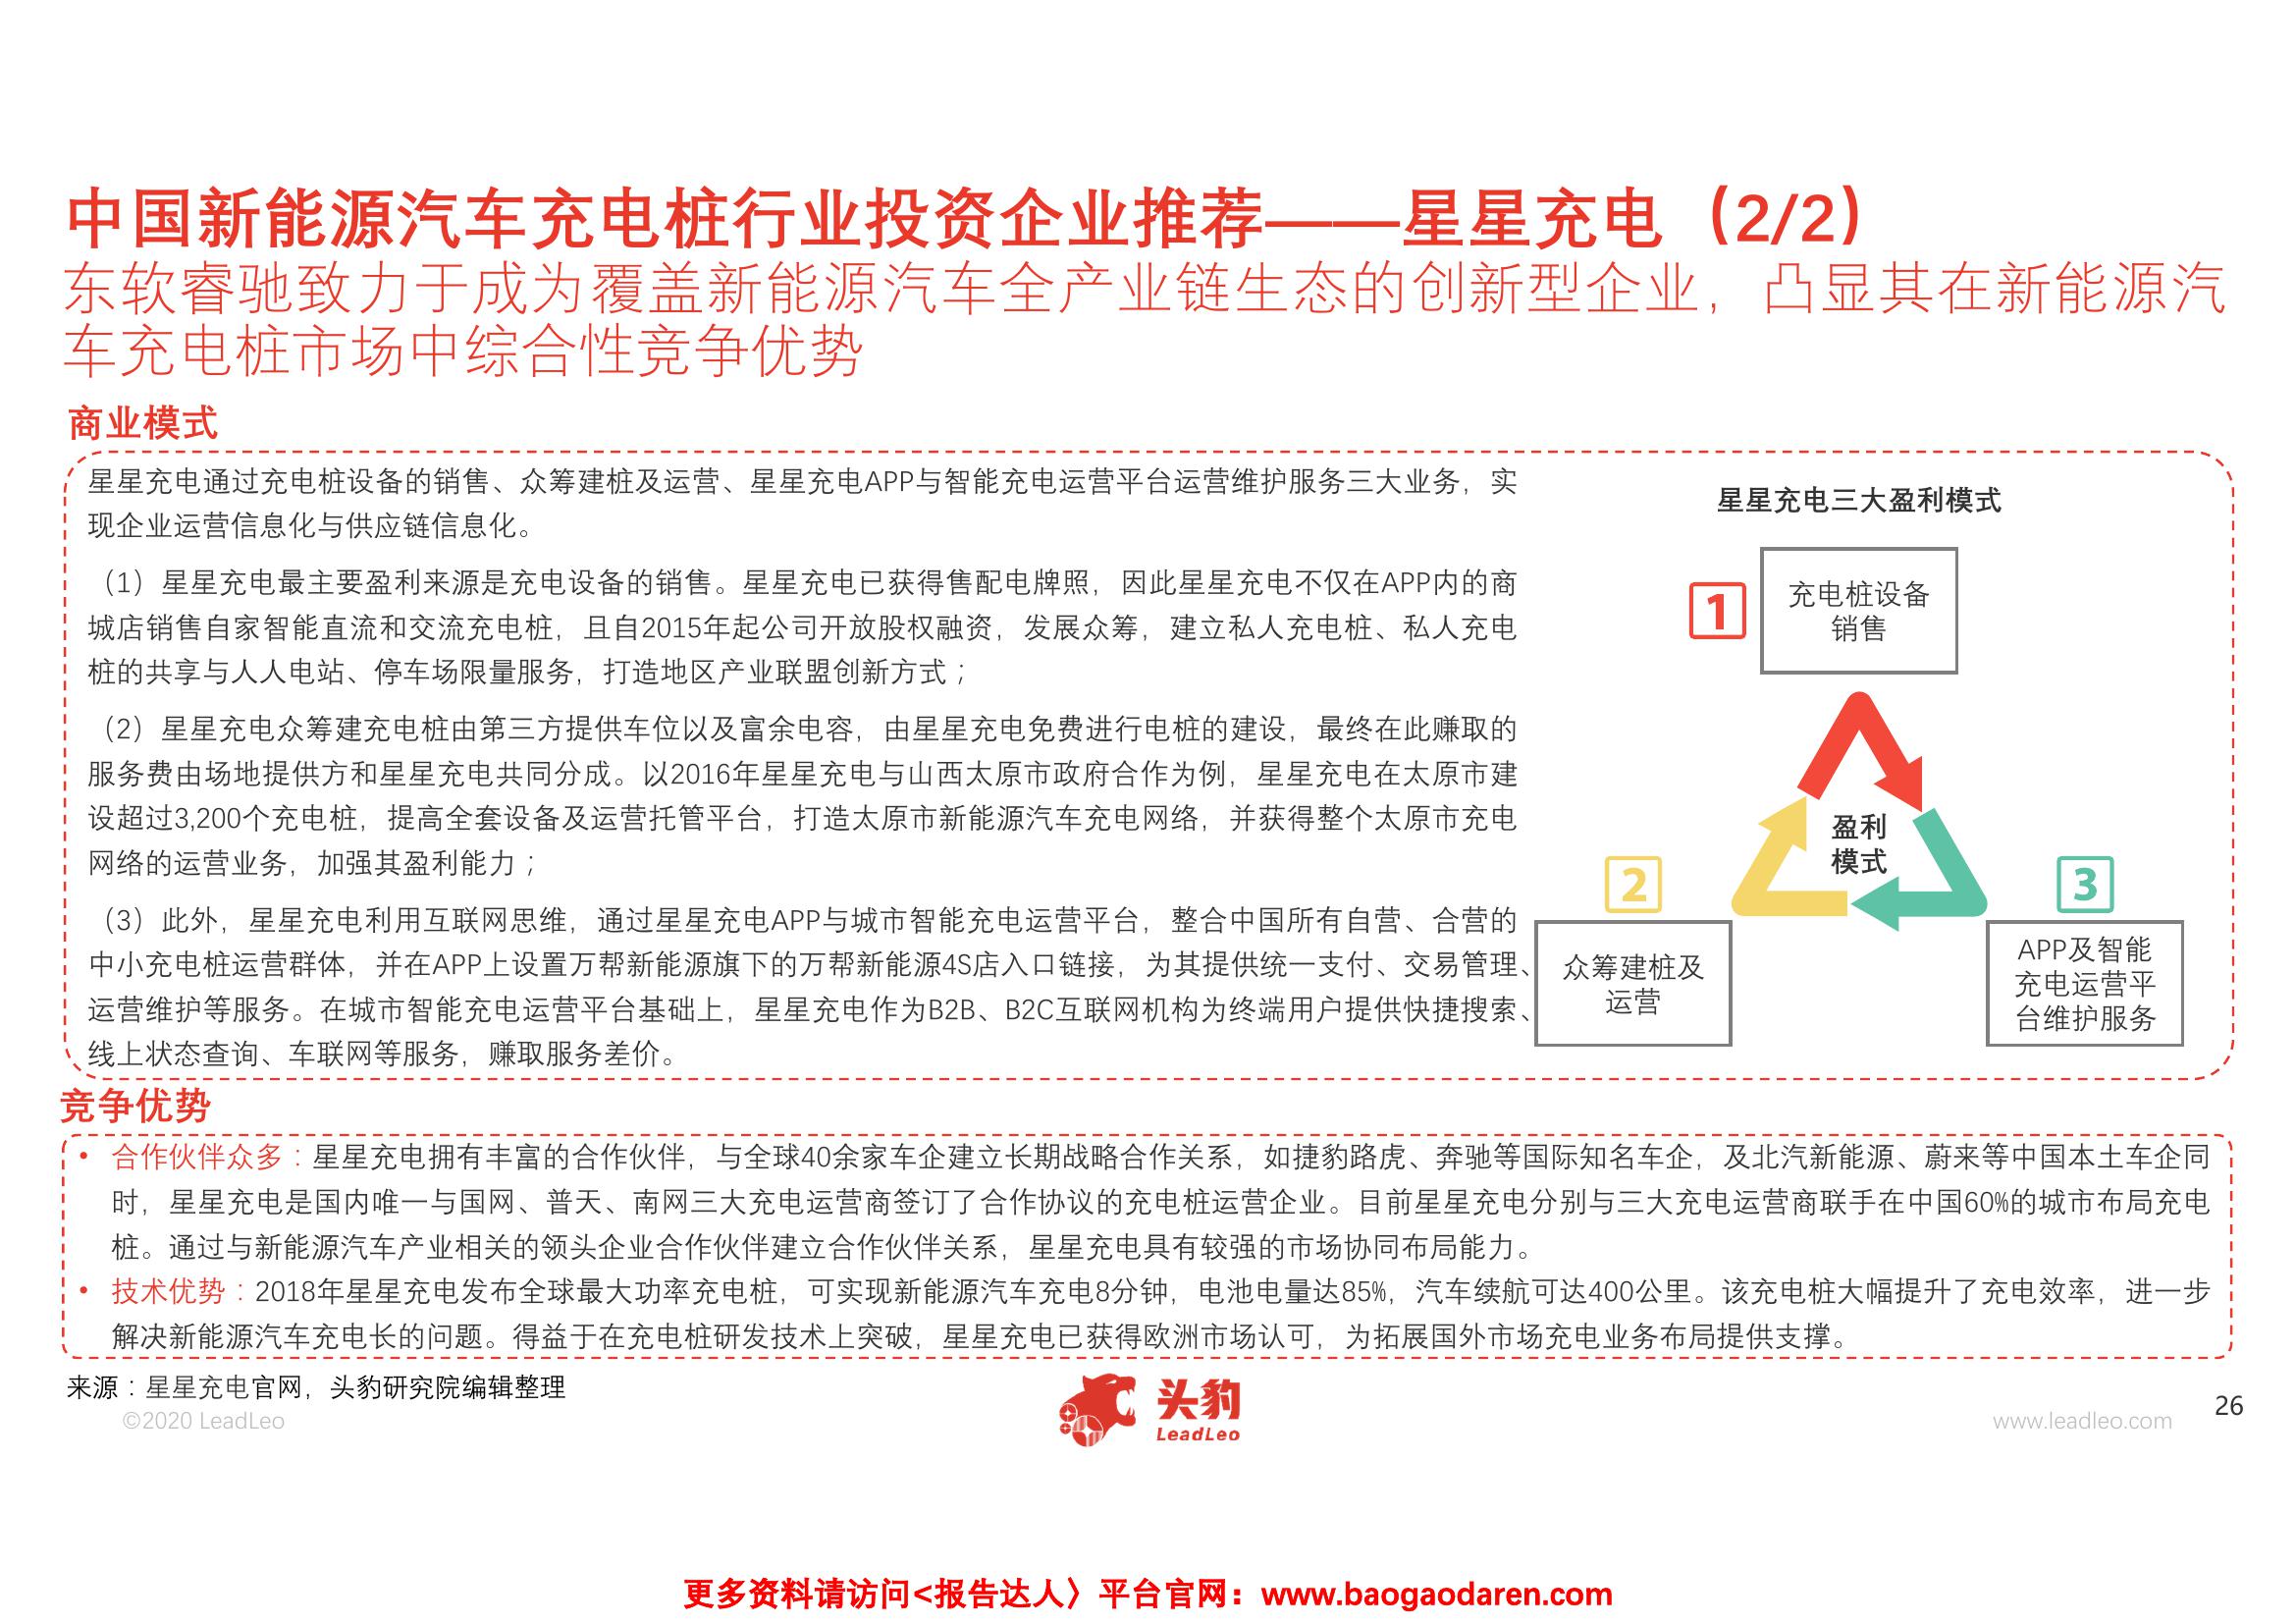 中国新能源汽车充电桩行业投资企业推荐——星星充电（2/2）
东软睿驰致力于成为覆盖新能源汽车全产业链生态的创新型企业，凸显其在新能源汽
车充电桩市场中综合性竞争优势
商业模式
星星充电通过充电桩设备的销售、众筹建桩及运营、星星充电APP与智能充电运营平台运营维护服务三大业务，实
现企业运营信息化与供应链信息化。
（1）星星充电最主要盈利来源是充电设备的销售。星星充电已获得售配电牌照，因此星星充电不仅在APP内的商
城店销售自家智能直流和交流充电桩，且自2015年起公司开放股权融资，发展众筹，建立私人充电桩、私人充电
桩的共享与人人电站、停车场限量服务，打造地区产业联盟创新方式；
（2）星星充电众筹建充电桩由第三方提供车位以及富余电容，由星星充电免费进行电桩的建设，最终在此赚取的
服务费由场地提供方和星星充电共同分成。以2016年星星充电与山西太原市政府合作为例，星星充电在太原市建
设超过3,200个充电桩，提高全套设备及运营托管平台，打造太原市新能源汽车充电网络，并获得整个太原市充电
网络的运营业务，加强其盈利能力；
（3）此外，星星充电利用互联网思维，通过星星充电APP与城市智能充电运营平台，整合中国所有自营、合营的
中小充电桩运营群体，并在APP上设置万帮新能源旗下的万帮新能源4S店入口链接，为其提供统一支付、交易管理、
运营维护等服务。在城市智能充电运营平台基础上，星星充电作为B2B、B2C互联网机构为终端用户提供快捷搜索、
线上状态查询、车联网等服务，赚取服务差价。
星星充电三大盈利模式
1
充电桩设备
销售
盈利
模式
2
众筹建桩及
运营
3
APP及智能
充电运营平
台维护服务
竞争优势
• 合作伙伴众多：星星充电拥有丰富的合作伙伴，与全球40余家车企建立长期战略合作关系，如捷豹路虎、奔驰等国际知名车企，及北汽新能源、蔚来等中国本土车企同
时，星星充电是国内唯一与国网、普天、南网三大充电运营商签订了合作协议的充电桩运营企业。目前星星充电分别与三大充电运营商联手在中国60%的城市布局充电
桩。通过与新能源汽车产业相关的领头企业合作伙伴建立合作伙伴关系，星星充电具有较强的市场协同布局能力。
• 技术优势：2018年星星充电发布全球最大功率充电桩，可实现新能源汽车充电8分钟，电池电量达85%，汽车续航可达400公里。该充电桩大幅提升了充电效率，进一步
解决新能源汽车充电长的问题。得益于在充电桩研发技术上突破，星星充电已获得欧洲市场认可，为拓展国外市场充电业务布局提供支撑。
来源：星星充电官网，头豹研究院编辑整理
©2020 LeadLeo
头豹
LeadLeo
www.leadleo.com
26
更多资料请访问<报告达人〉平台官网：www.baogaodaren.com